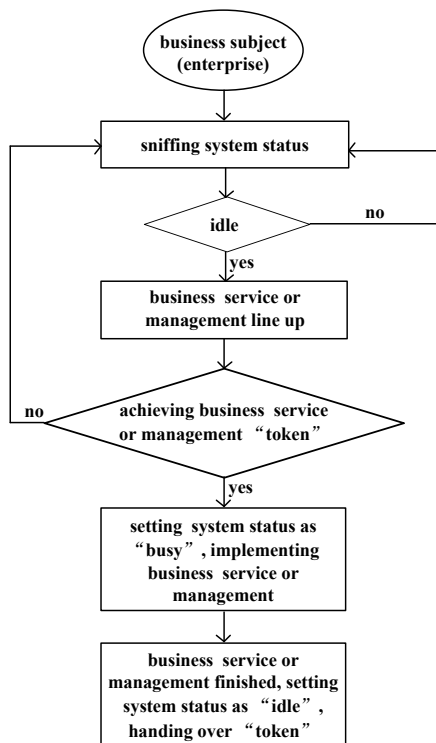 business subject
(enterprise)
sniffing system status
idle
no
yes
business service or
management line up
no
achieving business service
or management “token”
yes
setting system status as
“busy”, implementing
business service or
management
business service or
management finished, setting
system status as “idle”,
handing over “token”